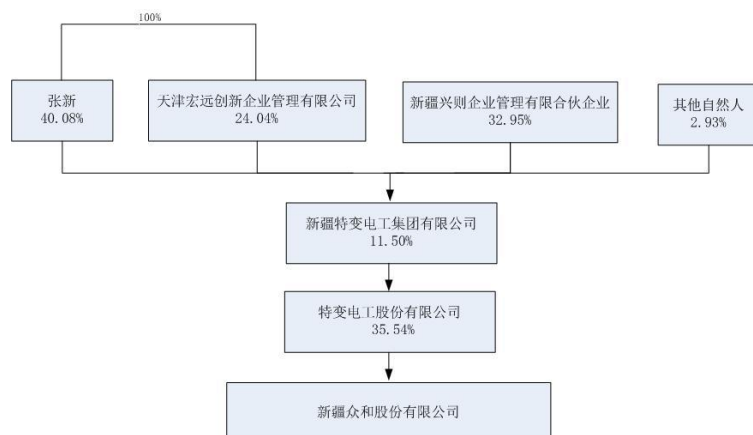 100%
张新
40.08%
天津宏远创新企业管理有限公司
24.04%
新疆兴则企业管理有限合伙企业
32.95%
其他自然人
2.93%
新疆特变电工集团有限公司
11.50%
特变电工股份有限公司
35.54%
新疆众和股份有限公司